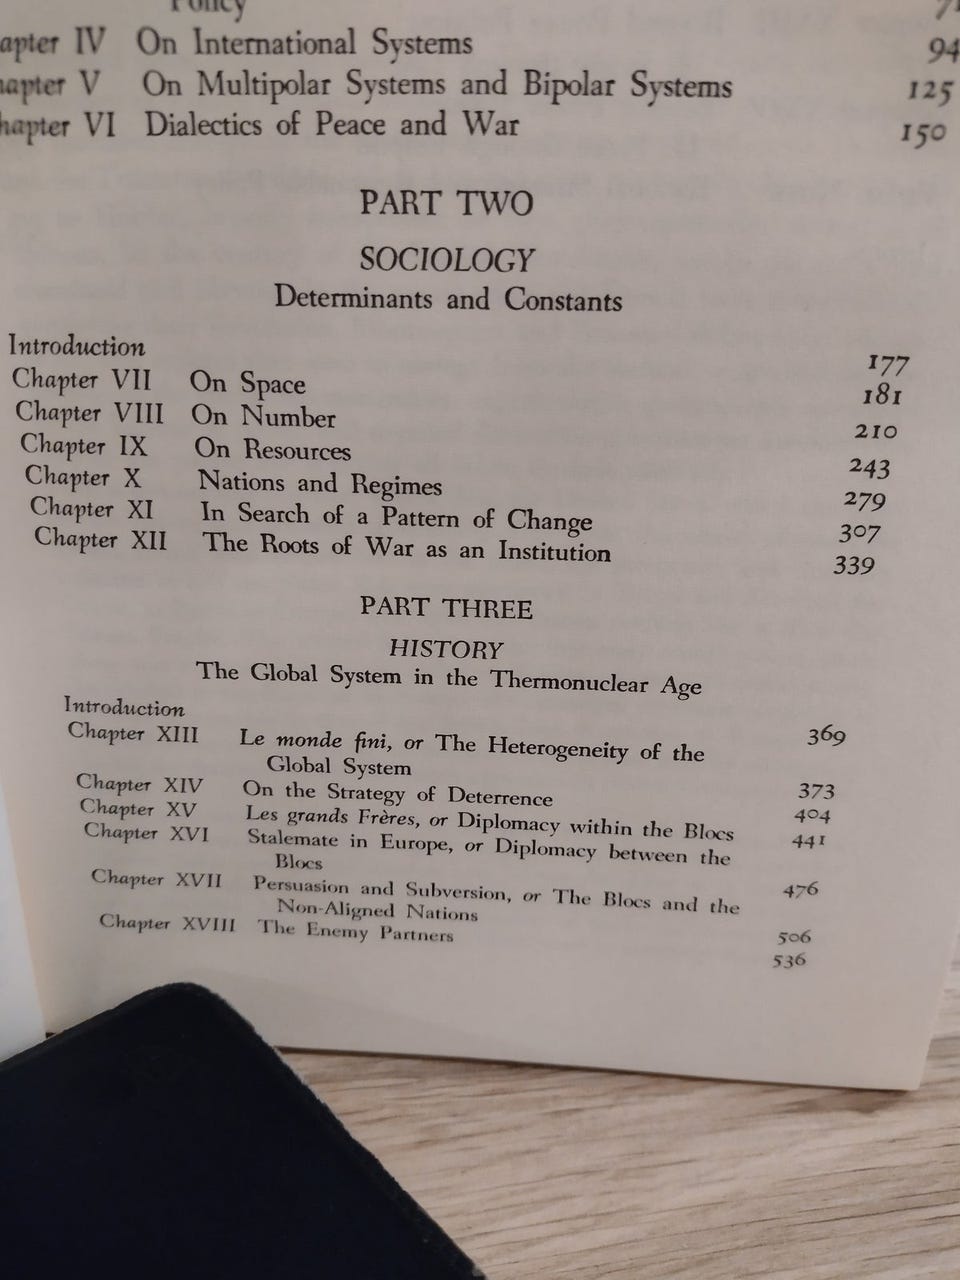 Policy
apter IV On International Systems 94
hapter V On Multipolar Systems and Bipolar Systems 125
hapter VI Dialectics of Peace and War 150
PART TWO
SOCIOLOGY
Determinants and Constants
Introduction 177
Chapter VII On Space 181
Chapter VIII On Number 210
Chapter IX On Resources 243
Chapter X Nations and Regimes 279
Chapter XI In Search of a Pattern of Change 307
Chapter XII The Roots of War as an Institution 339
PART THREE
HISTORY
The Global System in the Thermonuclear Age
Introduction 369
Chapter XIII Le monde fini, or The Heterogeneity of the
Global System 373
Chapter XIV On the Strategy of Deterrence 404
Chapter XV Les grands Frères, or Diplomacy within the Blocs 441
Chapter XVI Stalemate in Europe, or Diplomacy between the
Blocs 476
Chapter XVII Persuasion and Subversion, or The Blocs and the
Non-Aligned Nations 506
Chapter XVIII The Enemy Partners 536